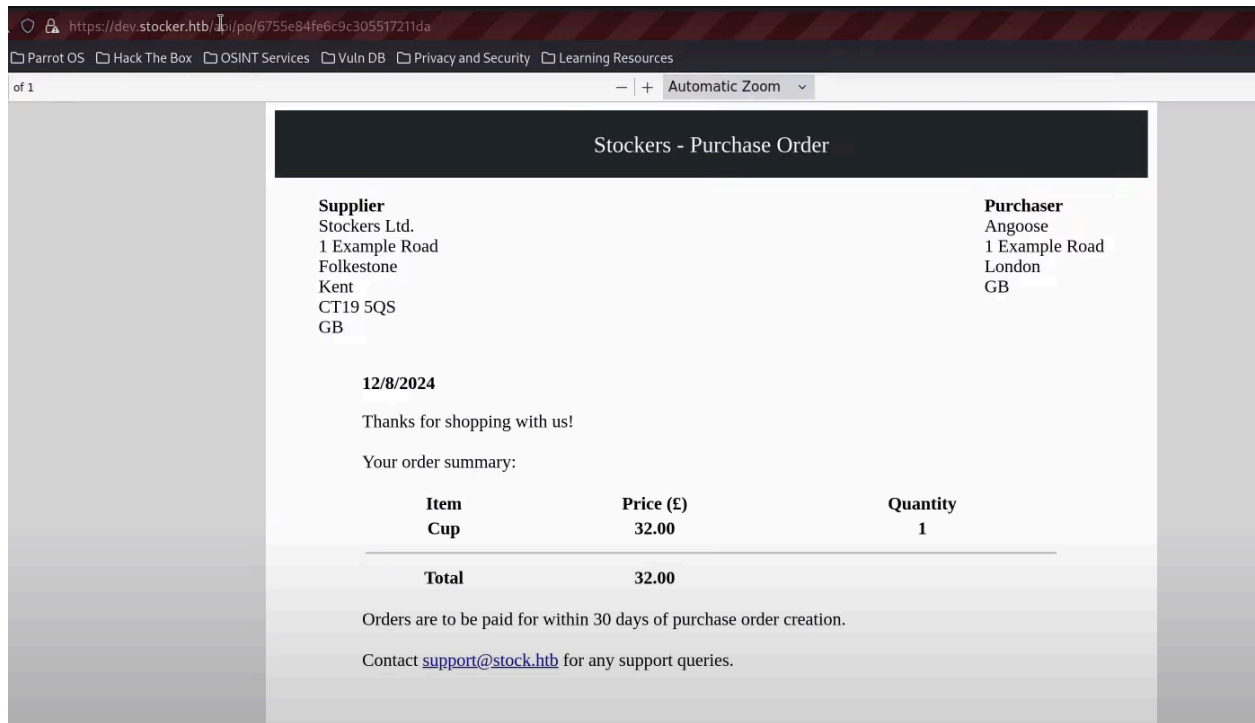 https://dev.stocker.htb/api/po/6755e84fe6c9c305517211da
Parrot OS Hack The Box OSINT Services Vuln DB Privacy and Security Learning Resources
of 1 − + Automatic Zoom
Stockers - Purchase Order
Supplier
Stockers Ltd.
1 Example Road
Folkestone
Kent
CT19 5QS
GB
Purchaser
Angoose
1 Example Road
London
GB
12/8/2024
Thanks for shopping with us!
Your order summary:
Item Price (£) Quantity
Cup 32.00 1
Total 32.00
Orders are to be paid for within 30 days of purchase order creation.
Contact support@stock.htb for any support queries.